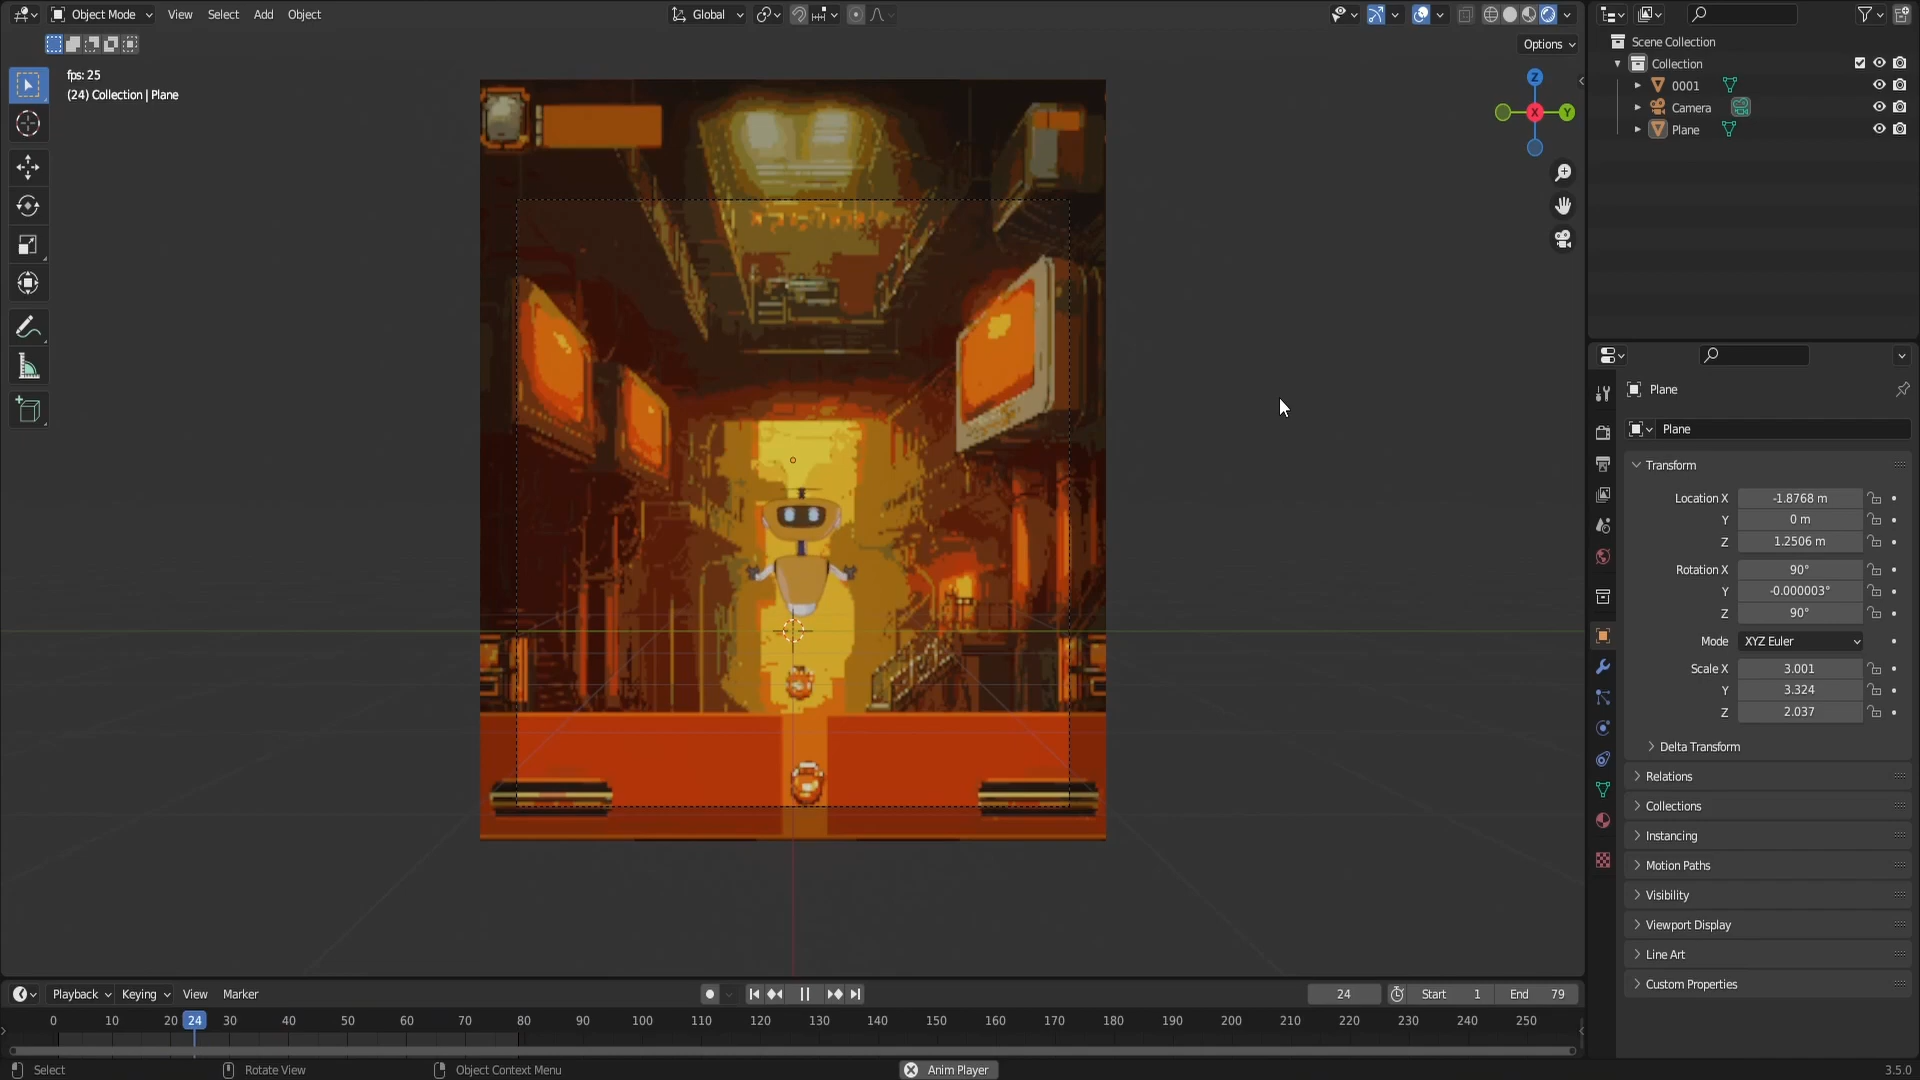 Object Mode View Select Add Object Global
Options
fps: 25
(24) Collection | Plane
Z
X
Y
Scene Collection
Collection
0001
Camera
Plane
Plane
Plane
Transform
Location X -1.8768 m
Y 0 m
Z 1.2506 m
Rotation X 90°
Y -0.000003°
Z 90°
Mode XYZ Euler
Scale X 3.001
Y 3.324
Z 2.037
Delta Transform
Relations
Collections
Instancing
Motion Paths
Visibility
Viewport Display
Line Art
Custom Properties
Playback Keying View Marker 24 Start 1 End 79
0 10 20 24 30 40 50 60 70 80 90 100 110 120 130 140 150 160 170 180 190 200 210 220 230 240 250
Select Rotate View Object Context Menu Anim Player 3.5.0